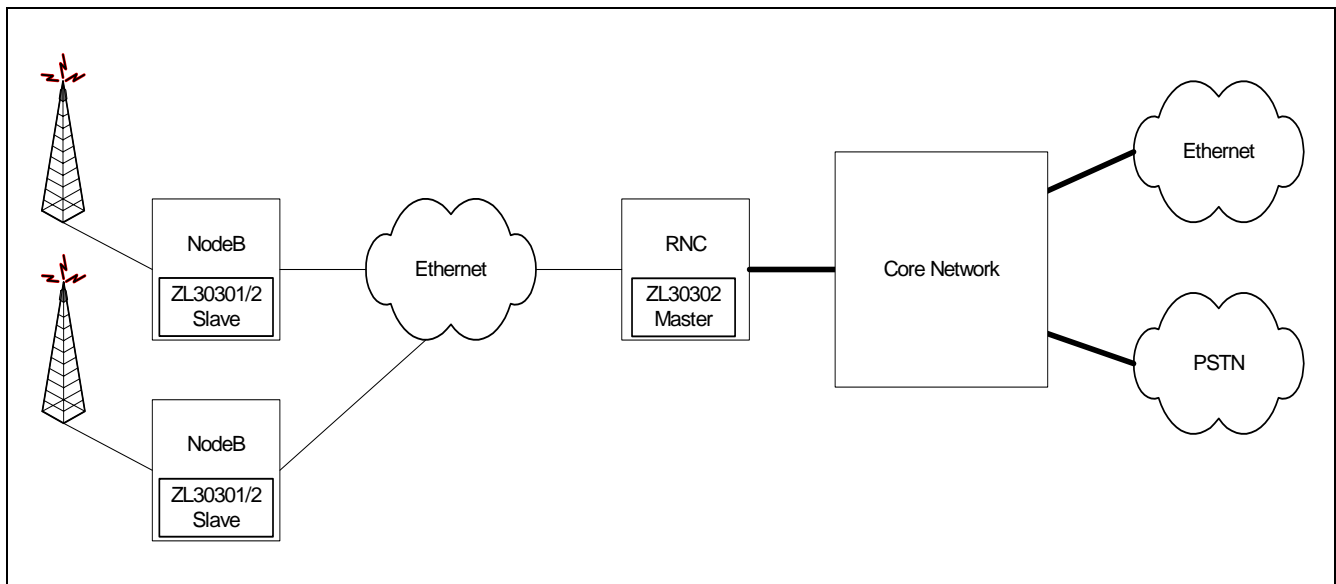 NodeB
ZL30301/2
Slave
Ethernet
RNC
ZL30302
Master
Core Network
Ethernet
PSTN
NodeB
ZL30301/2
Slave